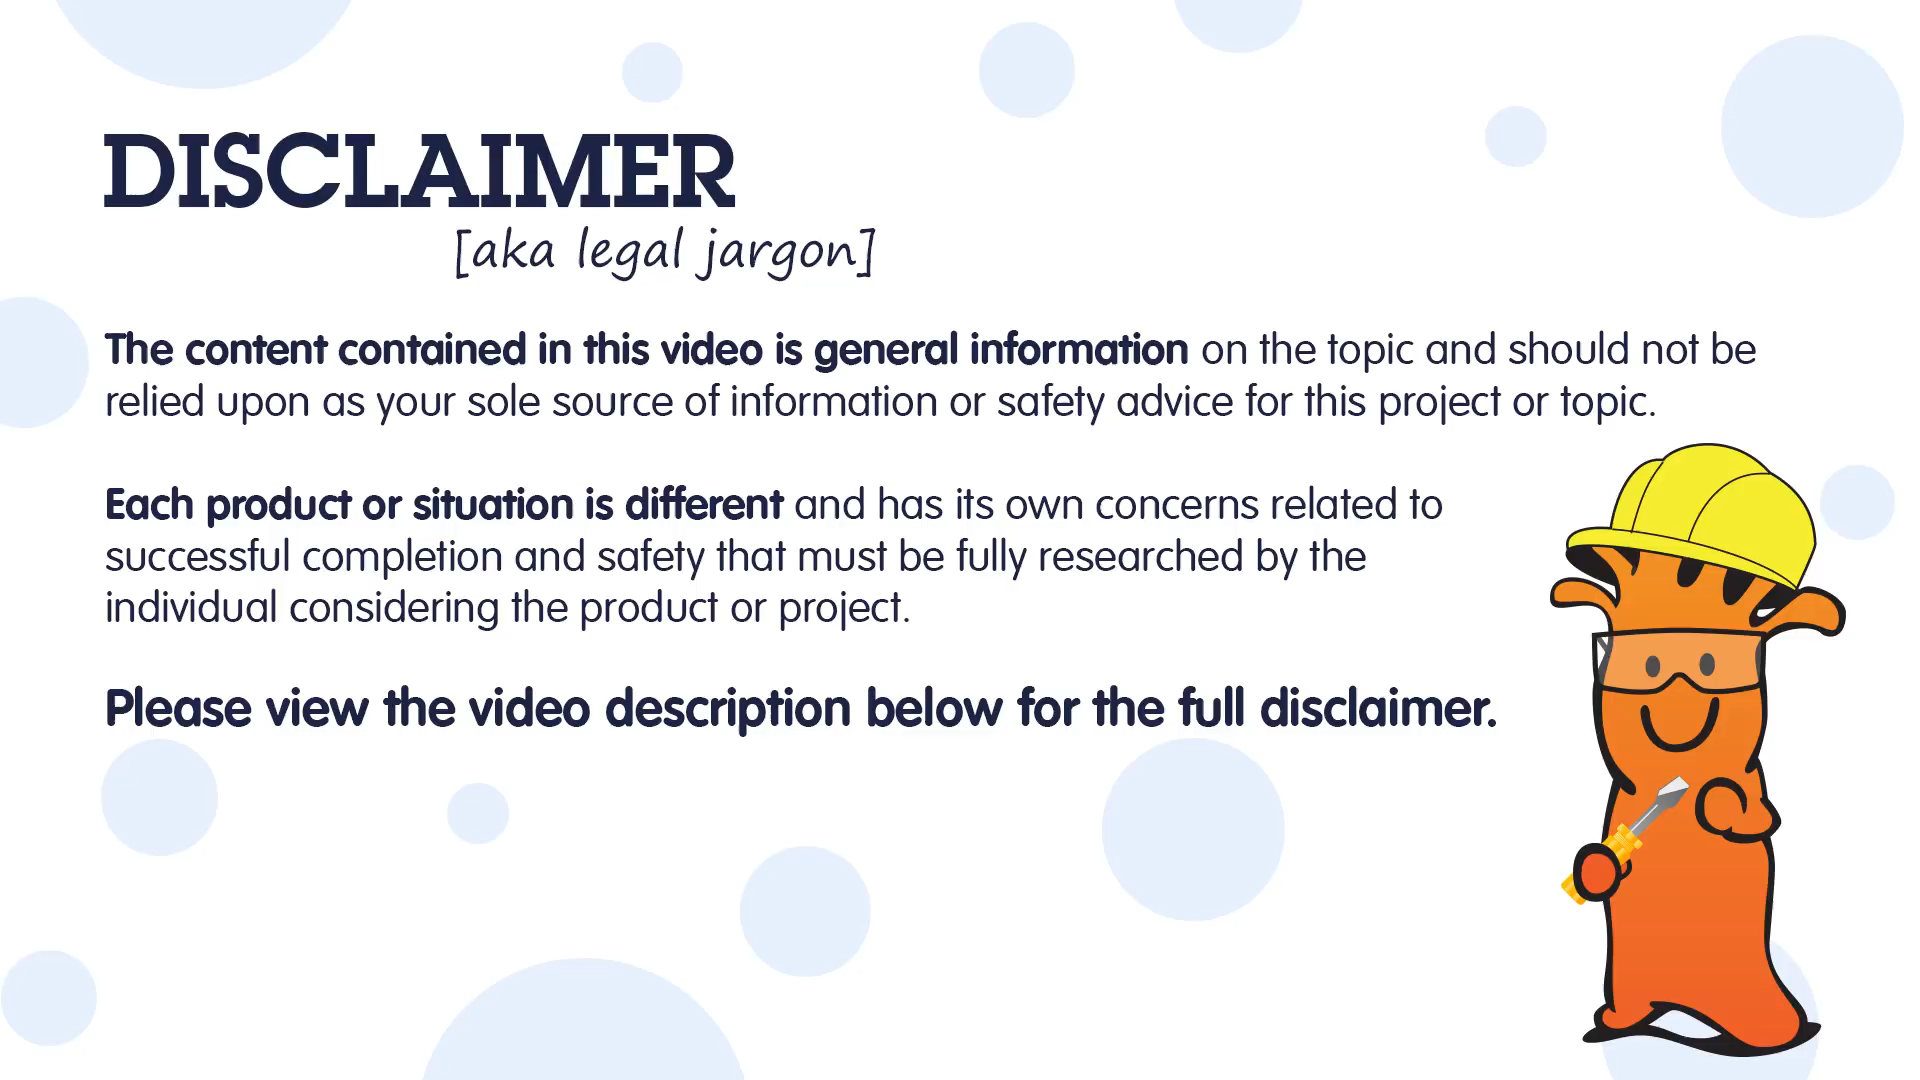 DISCLAIMER
[aka legal jargon]
The content contained in this video is general information on the topic and should not be
relied upon as your sole source of information or safety advice for this project or topic.
Each product or situation is different and has its own concerns related to
successful completion and safety that must be fully researched by the
individual considering the product or project.
Please view the video description below for the full disclaimer.